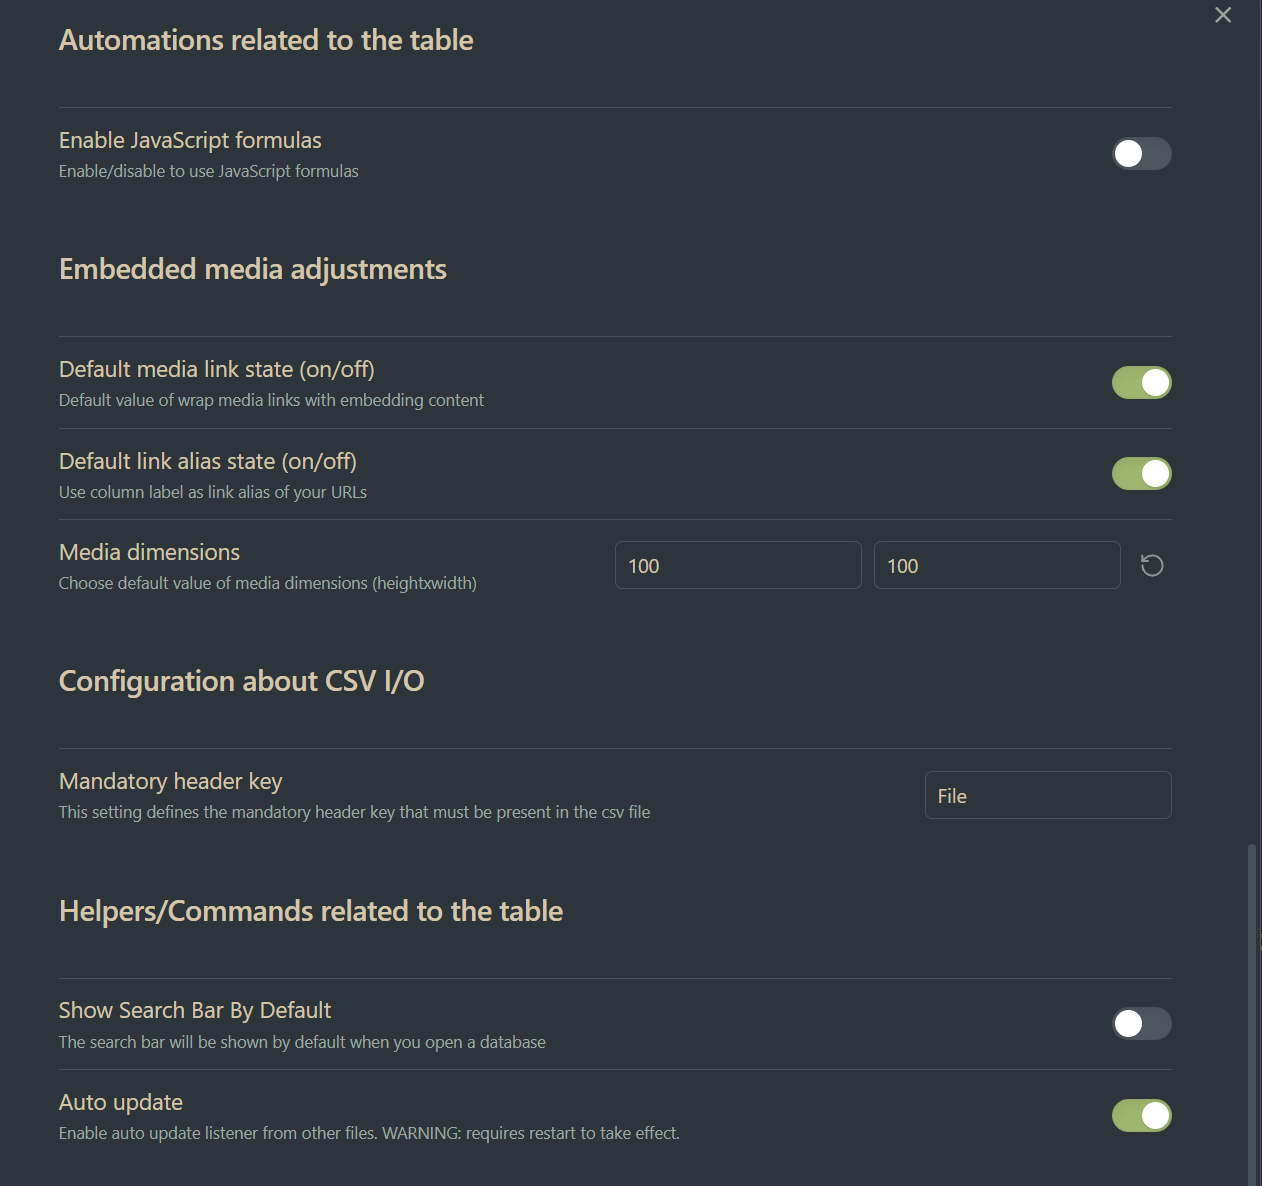 Automations related to the table
Enable JavaScript formulas
Enable/disable to use JavaScript formulas
Embedded media adjustments
Default media link state (on/off)
Default value of wrap media links with embedding content
Default link alias state (on/off)
Use column label as link alias of your URLs
Media dimensions
Choose default value of media dimensions (heightxwidth)
100
100
Configuration about CSV I/O
Mandatory header key
This setting defines the mandatory header key that must be present in the csv file
File
Helpers/Commands related to the table
Show Search Bar By Default
The search bar will be shown by default when you open a database
Auto update
Enable auto update listener from other files. WARNING: requires restart to take effect.